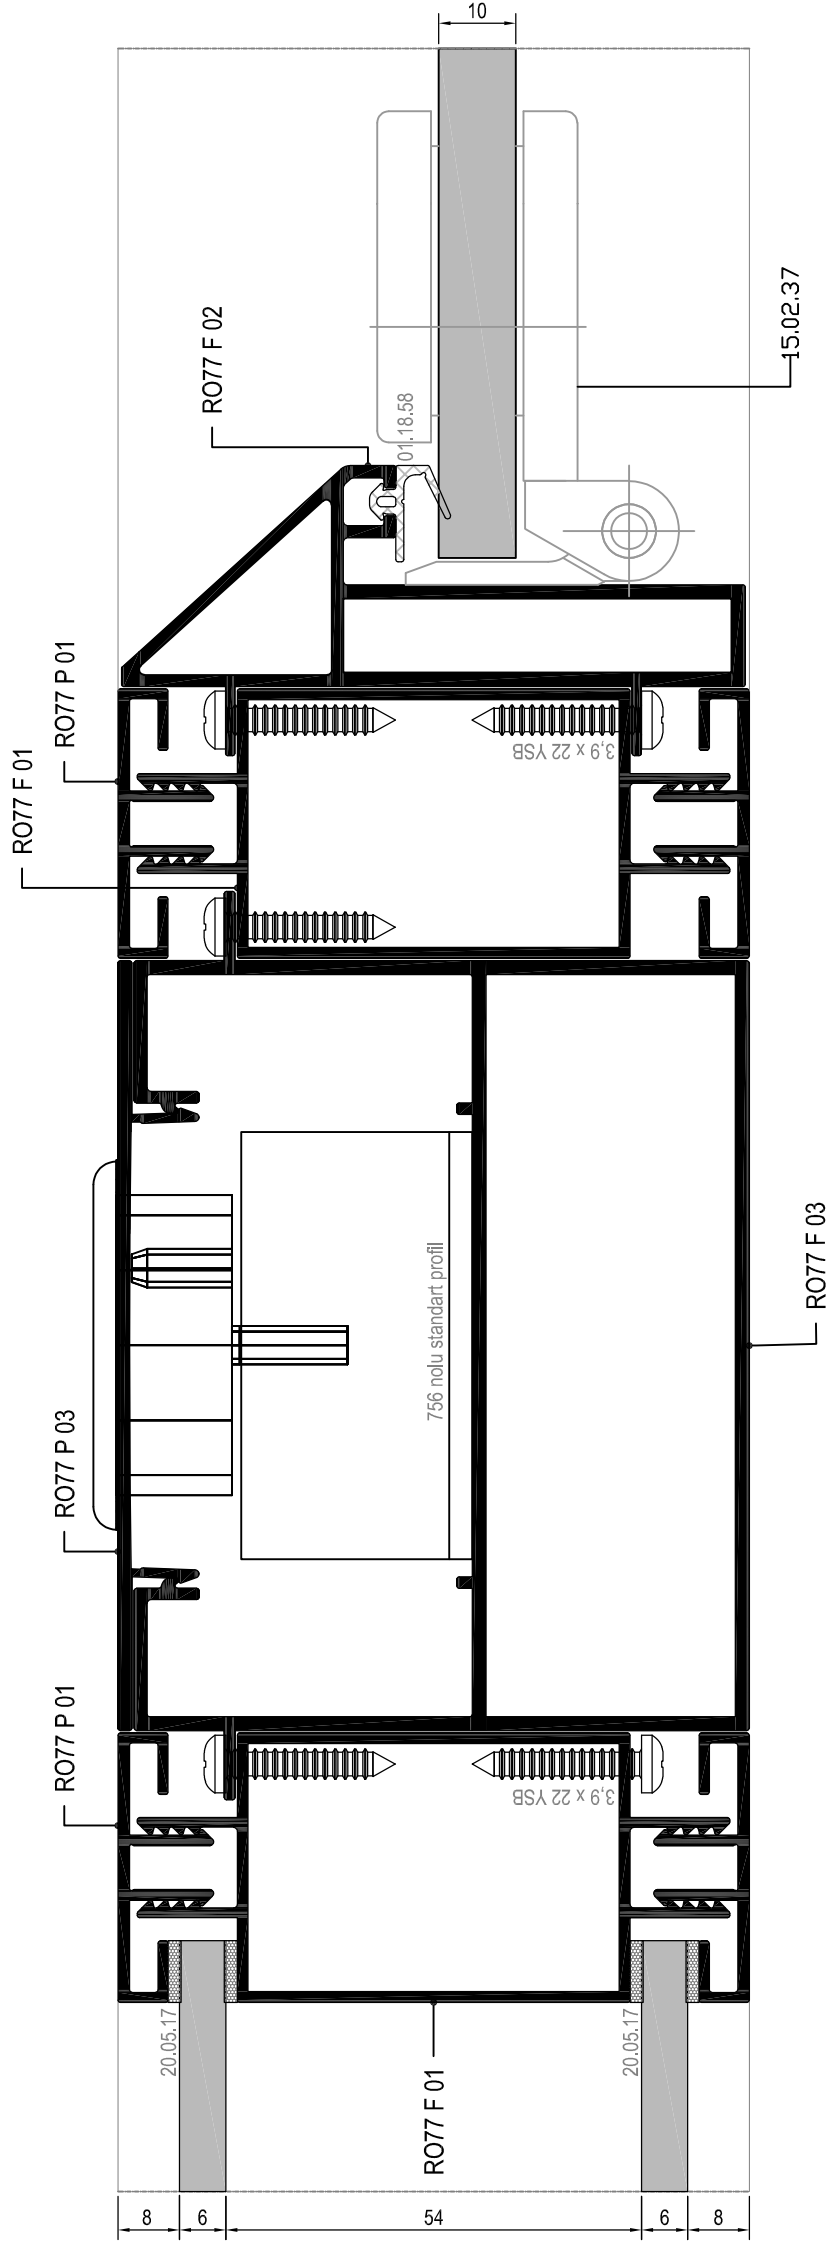 10
15.02.37
RO77 F 02
01.18.58
RO77 P 01
RO77 F 01
3,9 x 22 YSB
RO77 F 03
756 nolu standart profil
RO77 P 03
RO77 P 01
3,9 x 22 YSB
20.05.17
20.05.17
RO77 F 01
8
6
54
6
8